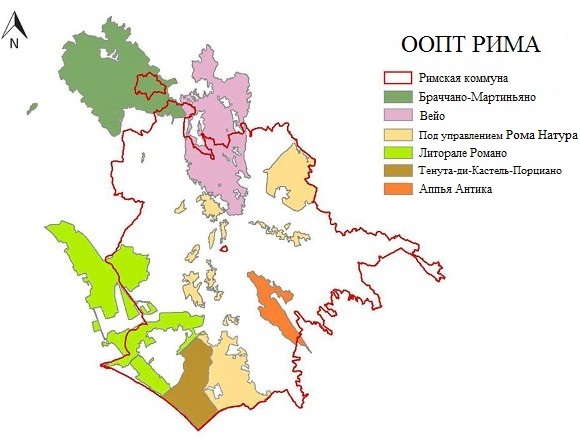 N
ООПТ РИМА
Римская коммуна
Браччано-Мартиньяно
Вейо
Под управлением Рома Натура
Литорале Романо
Тенута-ди-Кастель-Порциано
Аппья Антика